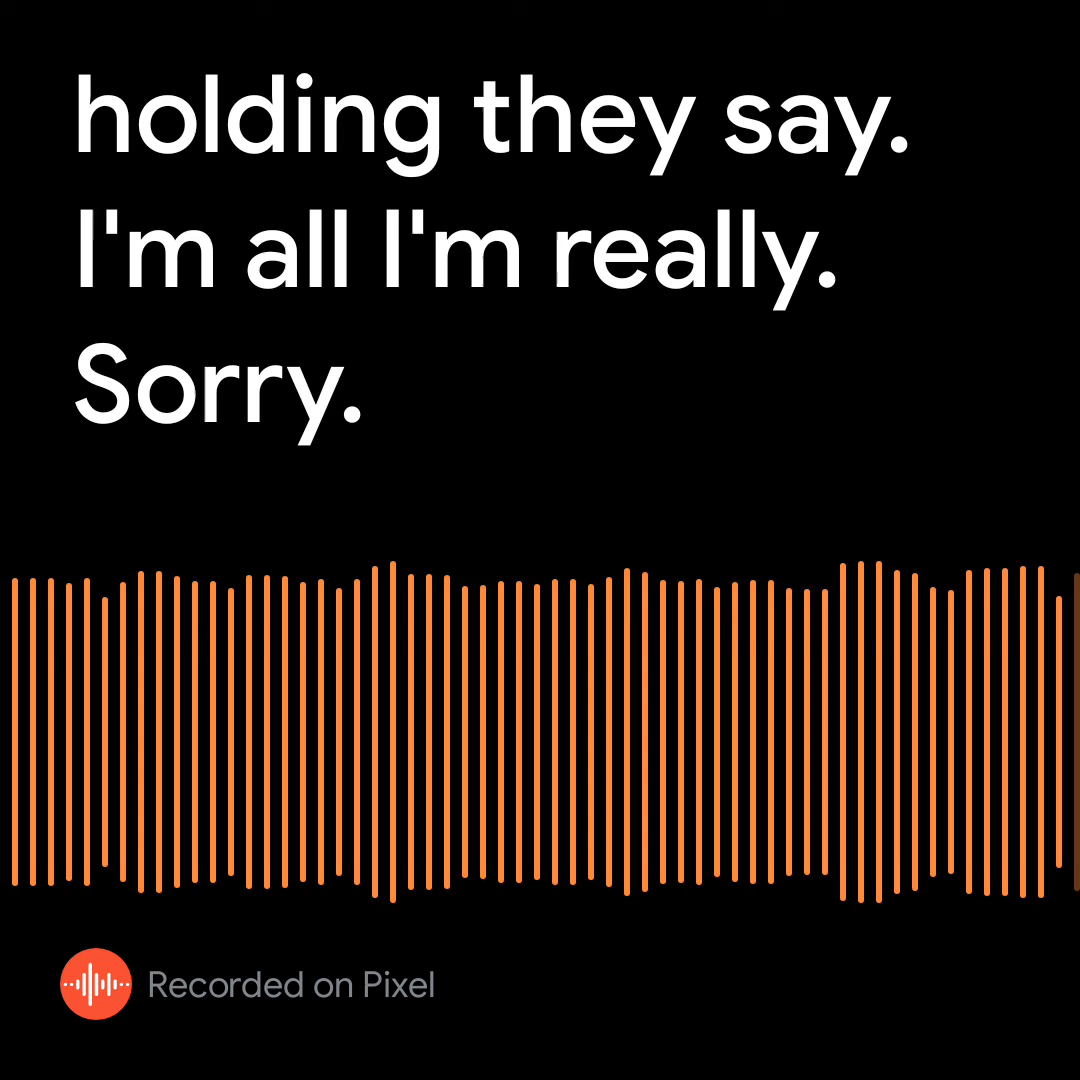 holding they say.
I'm all I'm really.
Sorry.
Recorded on Pixel